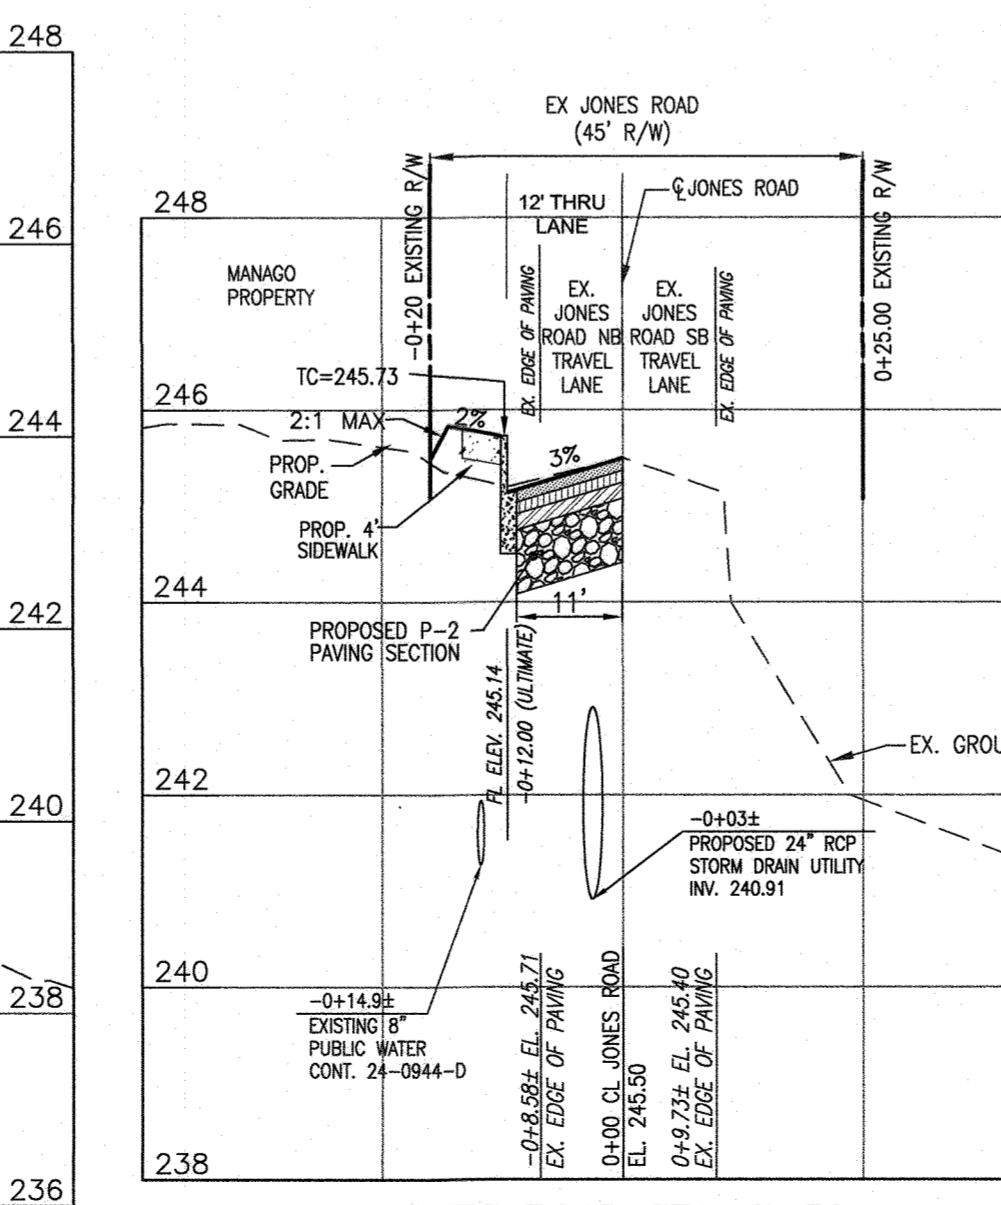 248
246
244
242
240
238
236
EX JONES ROAD
(45' R/W)
248
246
244
242
240
238
-0+20 EXISTING R/W
12' THRU
LANE
℄ JONES ROAD
0+25.00 EXISTING R/W
MANAGO
PROPERTY
EX. EDGE OF PAVING
EX.
JONES
ROAD NB
TRAVEL
LANE
EX.
JONES
ROAD SB
TRAVEL
LANE
EX. EDGE OF PAVING
TC=245.73
2:1 MAX
2%
3%
PROP.
GRADE
PROP. 4'
SIDEWALK
11'
PROPOSED P-2
PAVING SECTION
FL ELEV. 245.14
-0+12.00 (ULTIMATE)
EX. GROU
-0+03±
PROPOSED 24" RCP
STORM DRAIN UTILITY
INV. 240.91
-0+14.9±
EXISTING 8"
PUBLIC WATER
CONT. 24-0944-D
-0+8.58± EL. 245.71
EX. EDGE OF PAVING
0+00 CL JONES ROAD
EL. 245.50
0+9.73± EL. 245.40
EX. EDGE OF PAVING